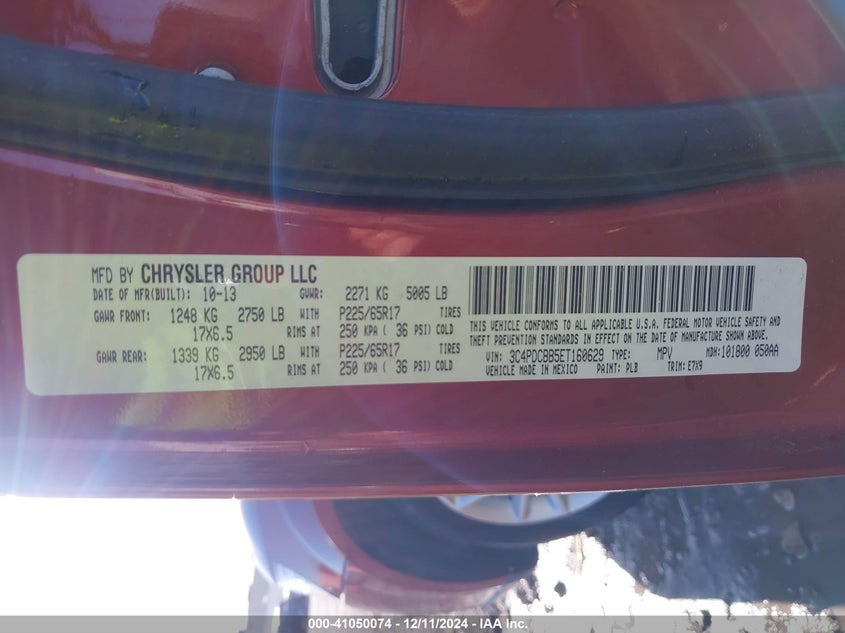 MFD BY CHRYSLER GROUP LLC
DATE OF MFR(BUILT): 10-13 GVWR: 2271 KG 5005 LB
GAWR FRONT: 1248 KG 2750 LB WITH P225/65R17 TIRES
17X6.5 RIMS AT 250 KPA ( 36 PSI) COLD
GAWR REAR: 1339 KG 2950 LB WITH P225/65R17 TIRES
17X6.5 RIMS AT 250 KPA ( 36 PSI) COLD
THIS VEHICLE CONFORMS TO ALL APPLICABLE U.S.A. FEDERAL MOTOR VEHICLE SAFETY AND
THEFT PREVENTION STANDARDS IN EFFECT ON THE DATE OF MANUFACTURE SHOWN ABOVE.
VIN: 3C4PDCBB5ET160629 TYPE: MPV MDH: 101800 050AA
VEHICLE MADE IN MEXICO PAINT: PLB TRIM: E7X9
000-41050074 - 12/11/2024 - IAA Inc.